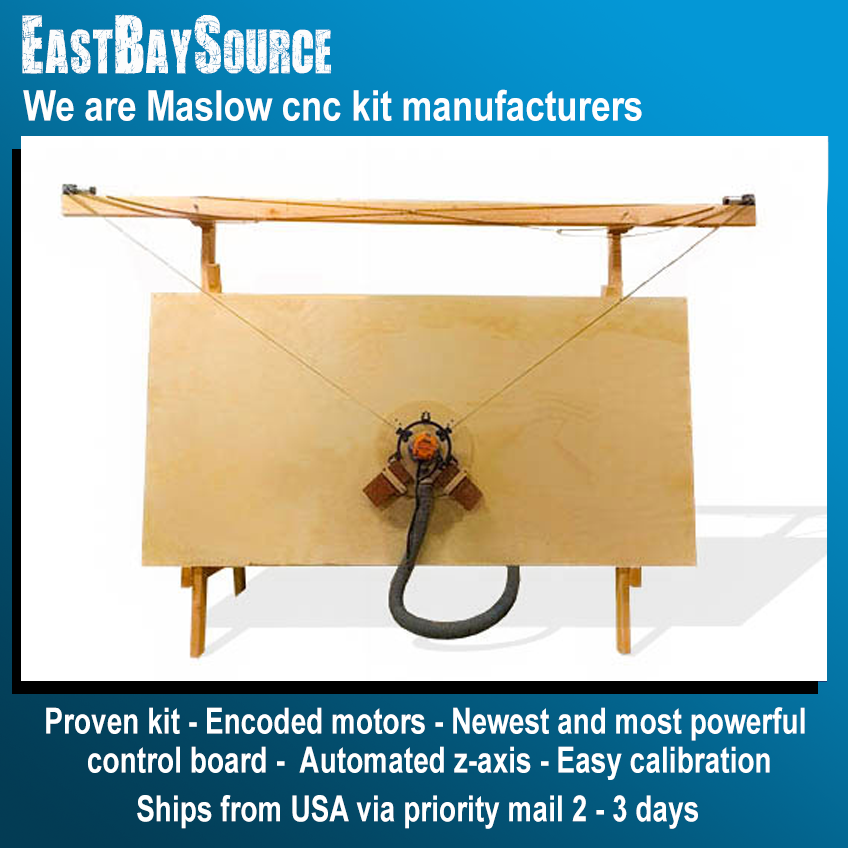 EASTBAYSOURCE
We are Maslow cnc kit manufacturers
Proven kit - Encoded motors - Newest and most powerful
control board - Automated z-axis - Easy calibration
Ships from USA via priority mail 2 - 3 days